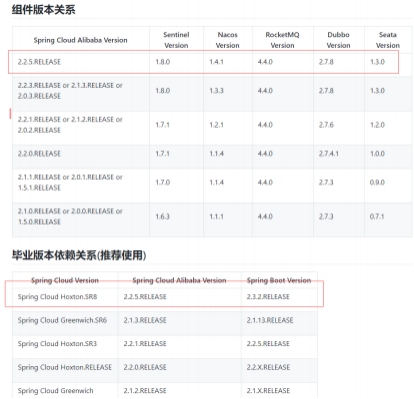 组件版本关系
Spring Cloud Alibaba Version Sentinel Version Nacos Version RocketMQ Version Dubbo Version Seata Version
2.2.5.RELEASE 1.8.0 1.4.1 4.4.0 2.7.8 1.3.0
2.2.3.RELEASE or 2.1.3.RELEASE or 2.0.3.RELEASE 1.8.0 1.3.3 4.4.0 2.7.8 1.3.0
2.2.1.RELEASE or 2.1.2.RELEASE or 2.0.2.RELEASE 1.7.1 1.2.1 4.4.0 2.7.6 1.2.0
2.2.0.RELEASE 1.7.1 1.1.4 4.4.0 2.7.4.1 1.0.0
2.1.1.RELEASE or 2.0.1.RELEASE or 1.5.1.RELEASE 1.7.0 1.1.4 4.4.0 2.7.3 0.9.0
2.1.0.RELEASE or 2.0.0.RELEASE or 1.5.0.RELEASE 1.6.3 1.1.1 4.4.0 2.7.3 0.7.1
毕业版本依赖关系(推荐使用)
Spring Cloud Version Spring Cloud Alibaba Version Spring Boot Version
Spring Cloud Hoxton.SR8 2.2.5.RELEASE 2.3.2.RELEASE
Spring Cloud Greenwich.SR6 2.1.3.RELEASE 2.1.13.RELEASE
Spring Cloud Hoxton.SR3 2.2.1.RELEASE 2.2.5.RELEASE
Spring Cloud Hoxton.RELEASE 2.2.0.RELEASE 2.2.X.RELEASE
Spring Cloud Greenwich 2.1.2.RELEASE 2.1.X.RELEASE